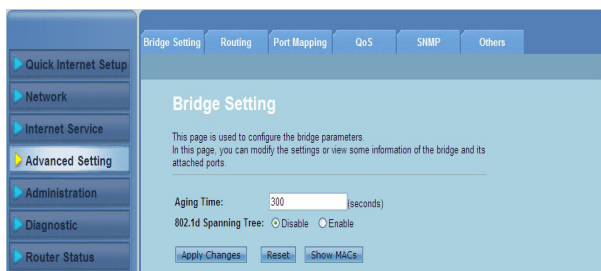 Bridge Setting Routing Port Mapping QoS SNMP Others
Quick Internet Setup
Network
Internet Service
Advanced Setting
Administration
Diagnostic
Router Status
Bridge Setting
This page is used to configure the bridge parameters.
In this page, you can modify the settings or view some information of the bridge and its
attached ports.
Aging Time: 300 (seconds)
802.1d Spanning Tree: Disable Enable
Apply Changes Reset Show MACs